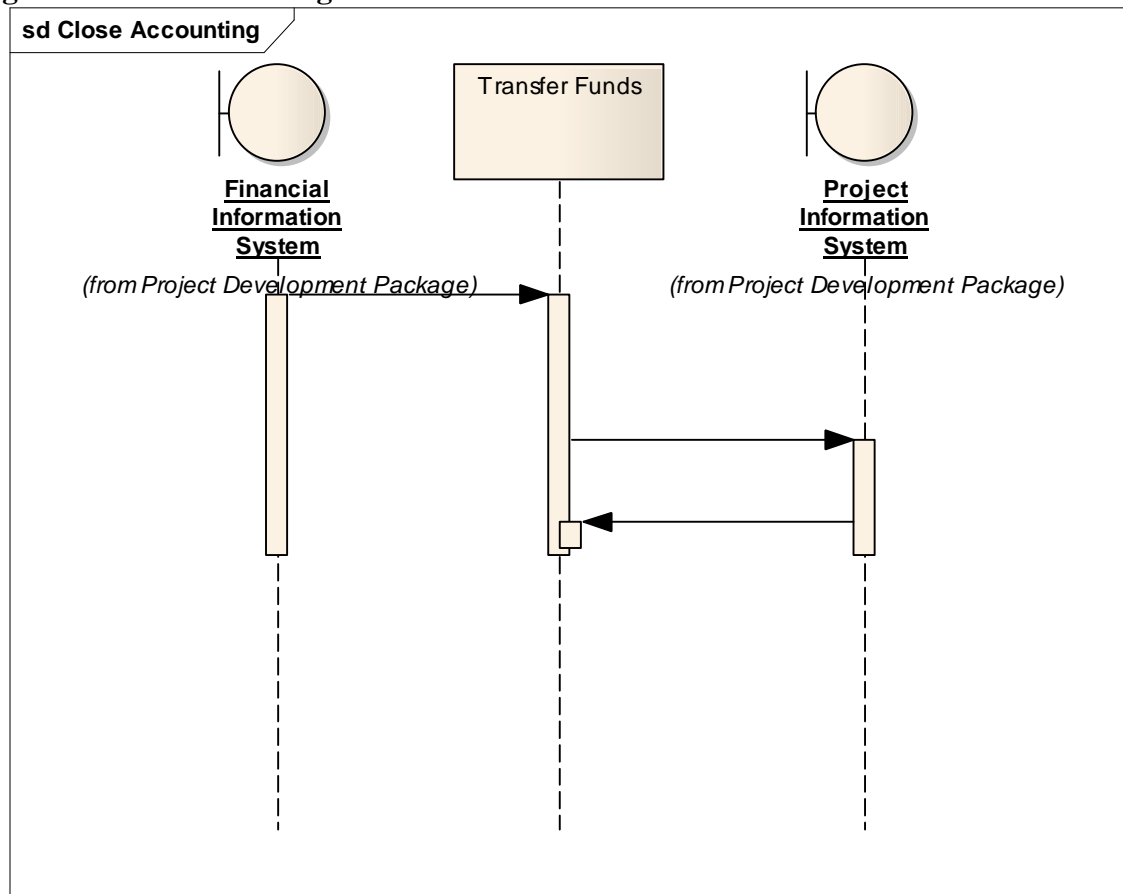 sd Close Accounting
Transfer Funds
Financial
Information
System
(from Project Development Package)
Project
Information
System
(from Project Development Package)